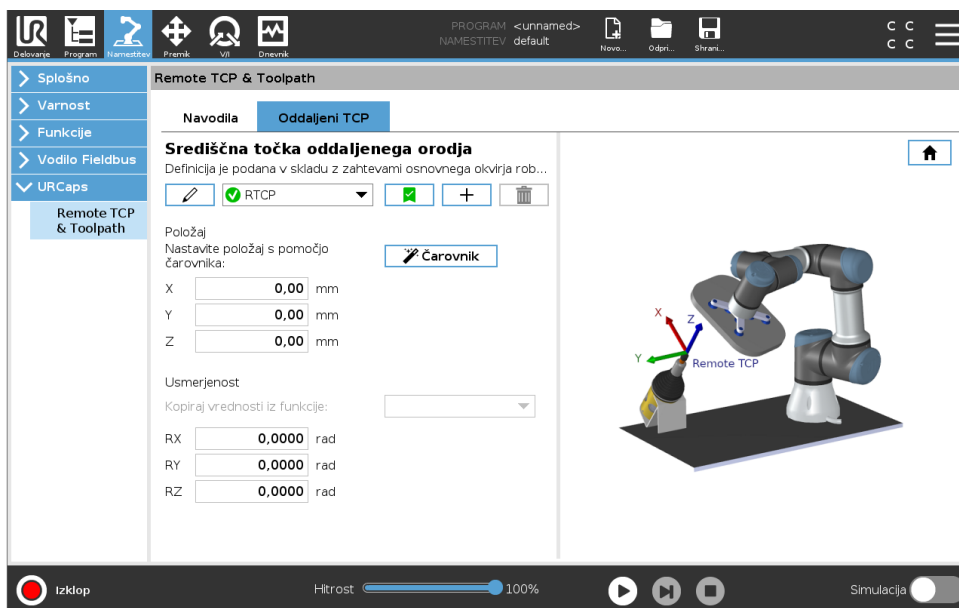 PROGRAM <unnamed>
NAMESTITEV default
Delovanje Program Namestitev Premik V/I Dnevnik Novo... Odpri... Shrani...
C C
C C
Splošno
Varnost
Funkcije
Vodilo Fieldbus
URCaps
Remote TCP
& Toolpath
Remote TCP & Toolpath
Navodila Oddaljeni TCP
Središčna točka oddaljenega orodja
Definicija je podana v skladu z zahtevami osnovnega okvirja rob...
RTCP
Položaj
Nastavite položaj s pomočjo
čarovnika:
Čarovnik
X 0,00 mm
Y 0,00 mm
Z 0,00 mm
Usmerjenost
Kopiraj vrednosti iz funkcije:
RX 0,0000 rad
RY 0,0000 rad
RZ 0,0000 rad
X
Z
Y
Remote TCP
Izklop Hitrost 100% Simulacija